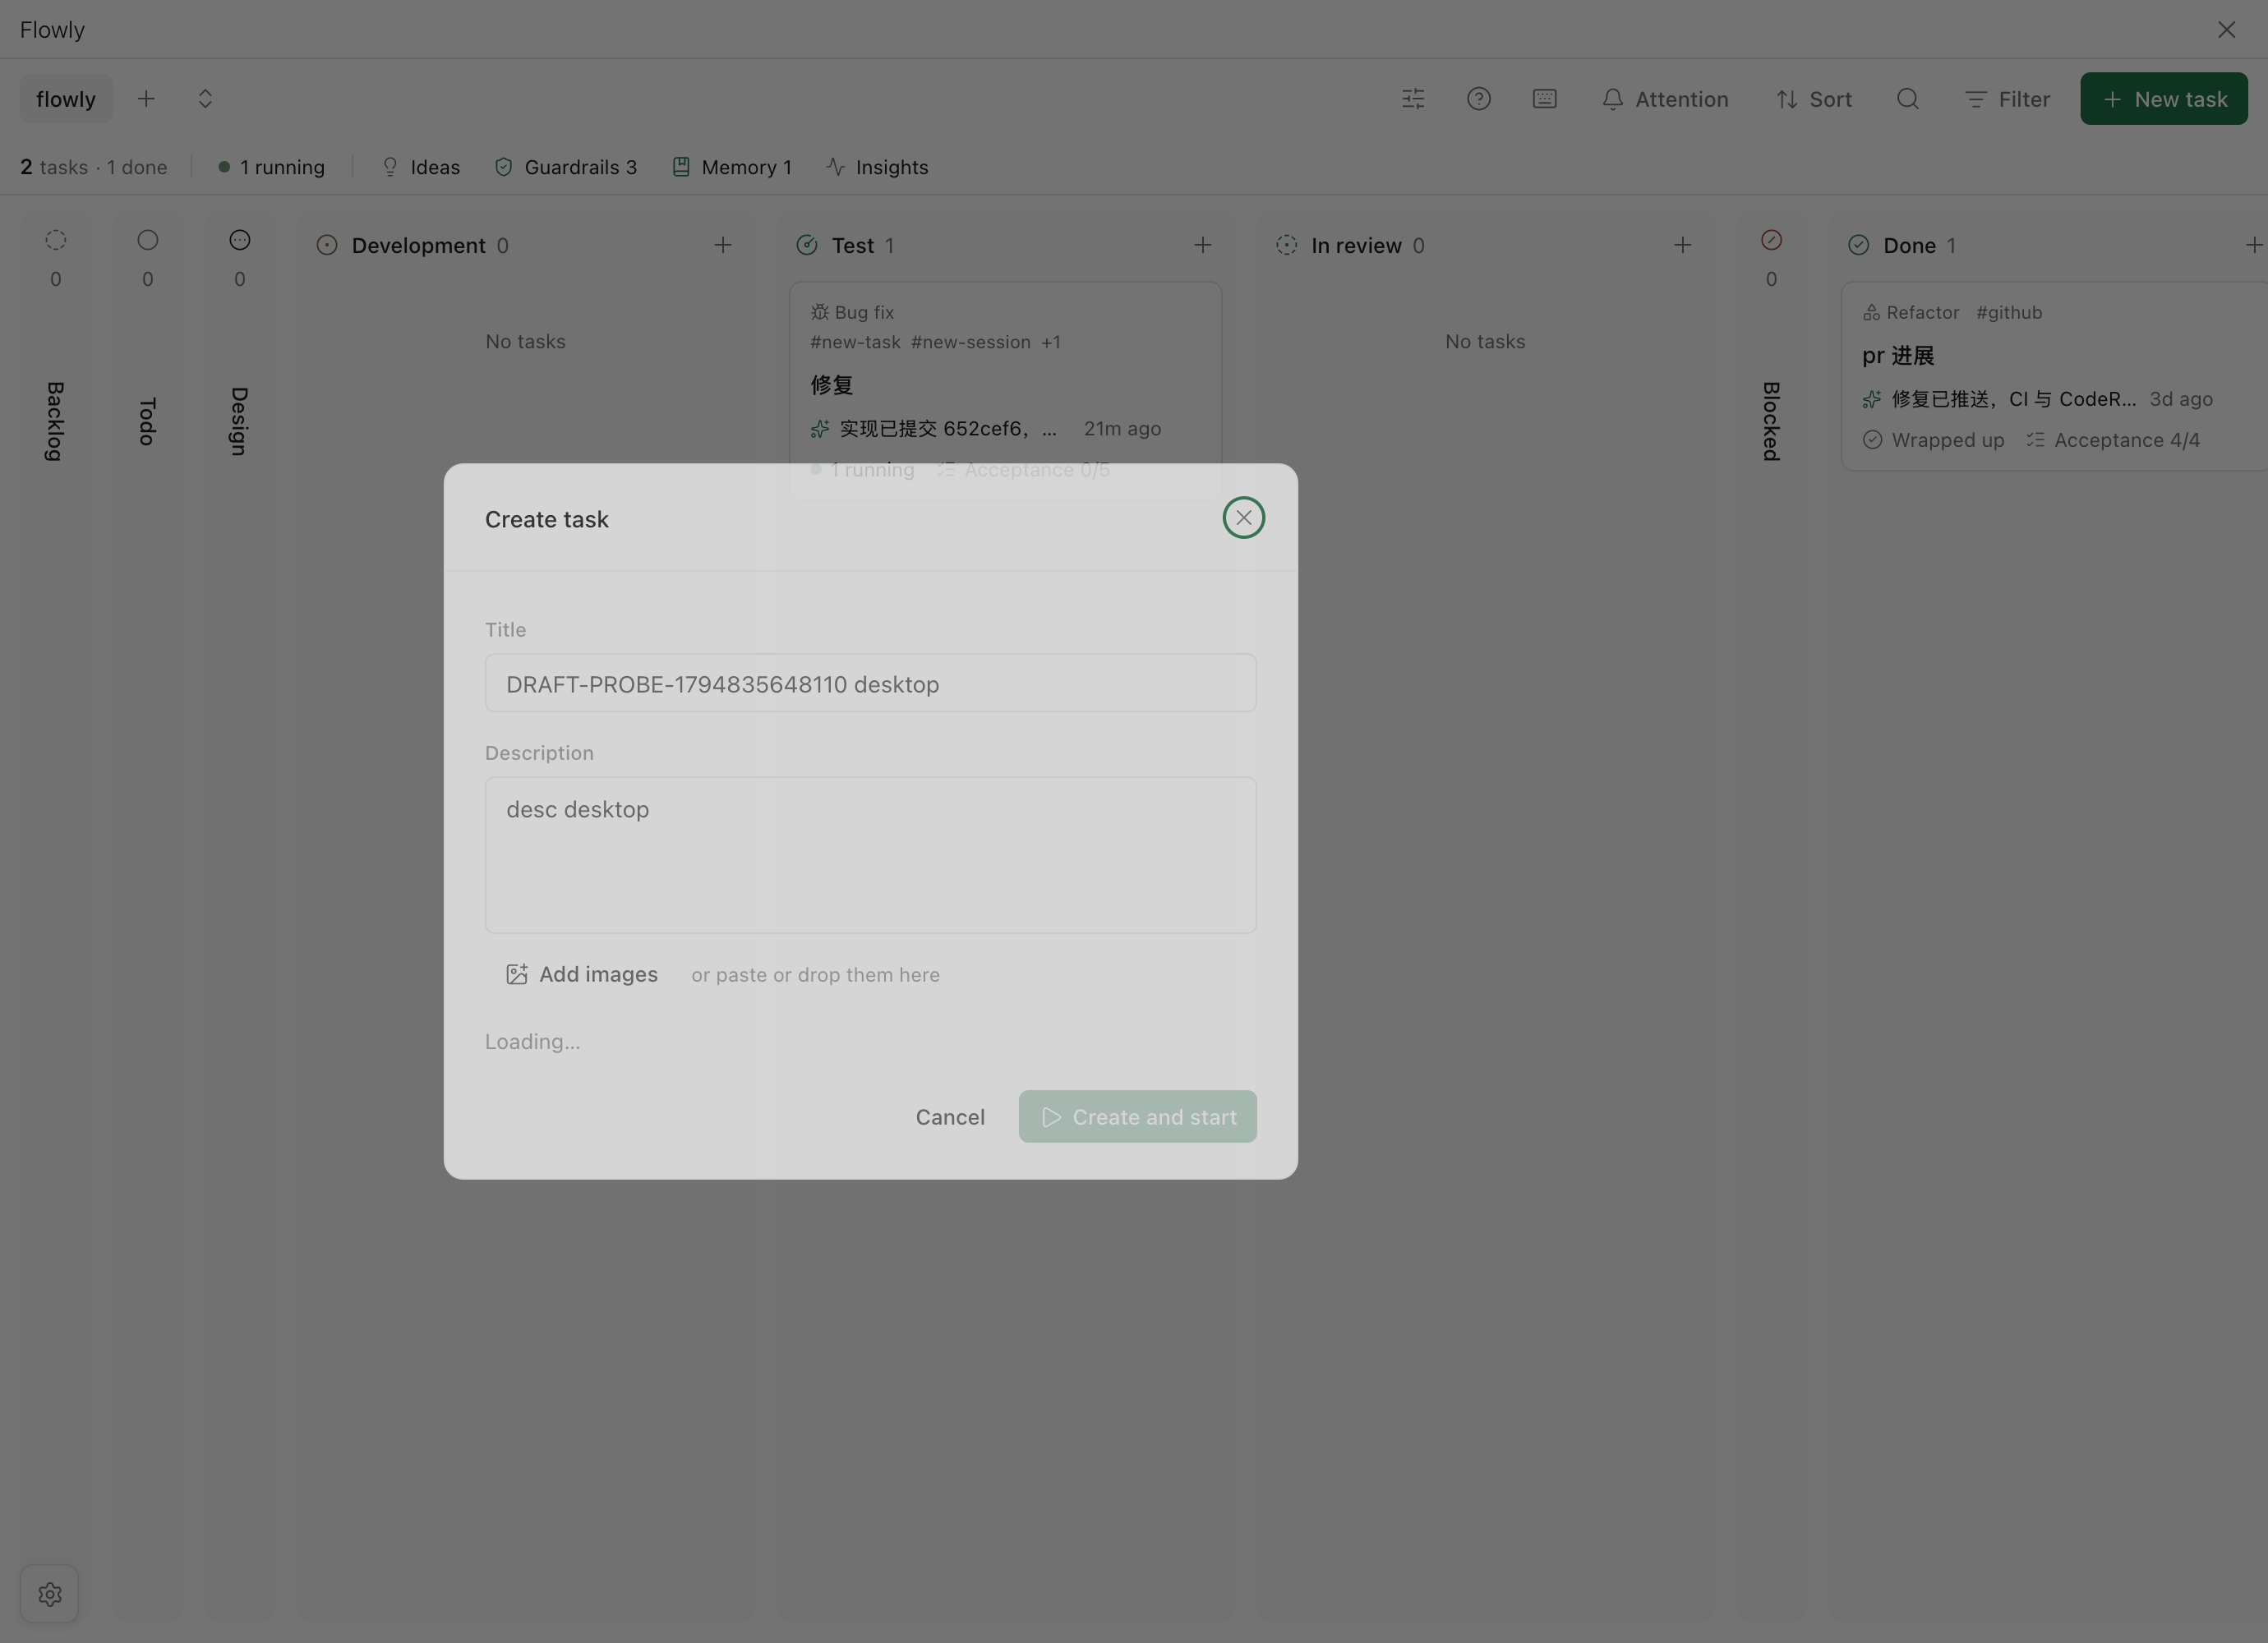 Flowly
flowly
Attention
Sort
Filter
New task
2 tasks · 1 done
1 running
Ideas
Guardrails 3
Memory 1
Insights
0
Backlog
0
Todo
0
Design
Development 0
No tasks
Test 1
Bug fix
#new-task #new-session +1
修复
实现已提交 652cef6，... 21m ago
1 running Acceptance 0/5
In review 0
No tasks
0
Blocked
Done 1
Refactor #github
pr 进展
修复已推送，CI 与 CodeR... 3d ago
Wrapped up Acceptance 4/4
Create task
Title
DRAFT-PROBE-1794835648110 desktop
Description
desc desktop
Add images or paste or drop them here
Loading...
Cancel
Create and start